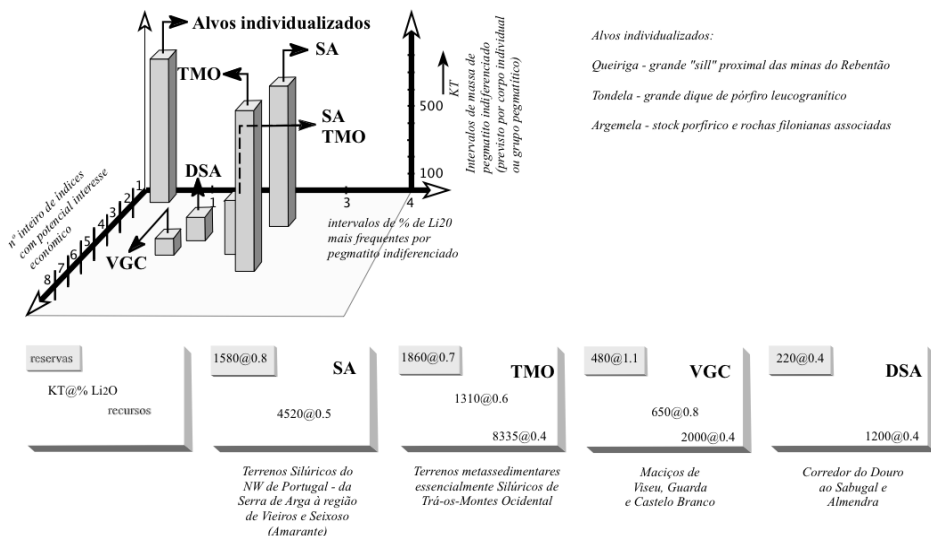 Alvos individualizados
SA
TMO
SA
TMO
DSA
VGC
1
2
3
4
5
6
7
8
nº inteiro de índices
com potencial interesse
económico
1
3
4
intervalos de % de Li20
mais frequentes por
pegmatito indiferenciado
500
100
KT
Intervalos de massa de
pegmatito indiferenciado
(previsto por corpo individual
ou grupo pegmatítico)
Alvos individualizados:
Queiriga - grande "sill" proximal das minas do Rebentão
Tondela - grande dique de pórfiro leucogranítico
Argemela - stock porfírico e rochas filonianas associadas
reservas
KT@% Li2O
recursos
1580@0.8
SA
4520@0.5
Terrenos Silúricos do
NW de Portugal - da
Serra de Arga à região
de Vieiros e Seixoso
(Amarante)
1860@0.7
TMO
1310@0.6
8335@0.4
Terrenos metassedimentares
essencialmente Silúricos de
Trá-os-Montes Ocidental
480@1.1
VGC
650@0.8
2000@0.4
Maciços de
Viseu, Guarda
e Castelo Branco
220@0.4
DSA
1200@0.4
Corredor do Douro
ao Sabugal e
Almendra